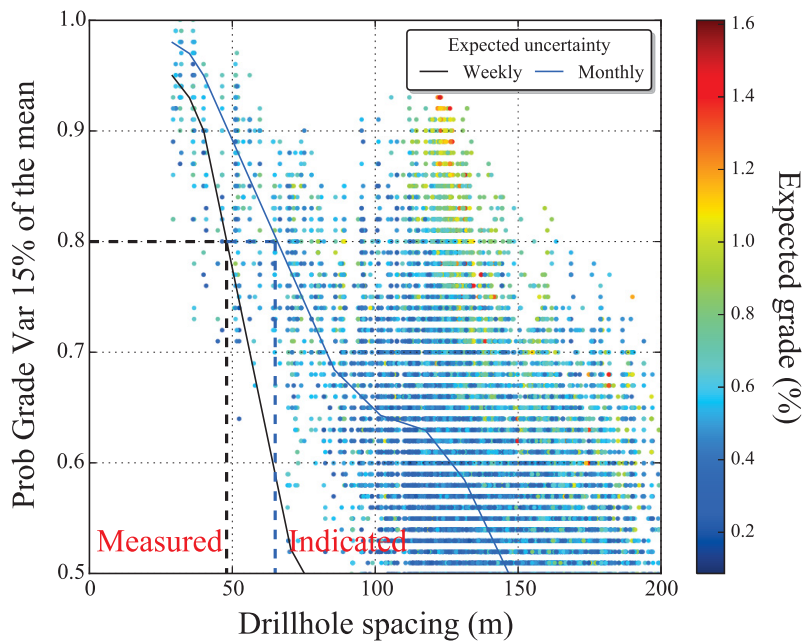 Prob Grade Var 15% of the mean
1.0
0.9
0.8
0.7
0.6
0.5
Expected uncertainty
Weekly Monthly
Measured Indicated
0 50 100 150 200
Drillhole spacing (m)
1.6
1.4
1.2
1.0
0.8
0.6
0.4
0.2
Expected grade (%)